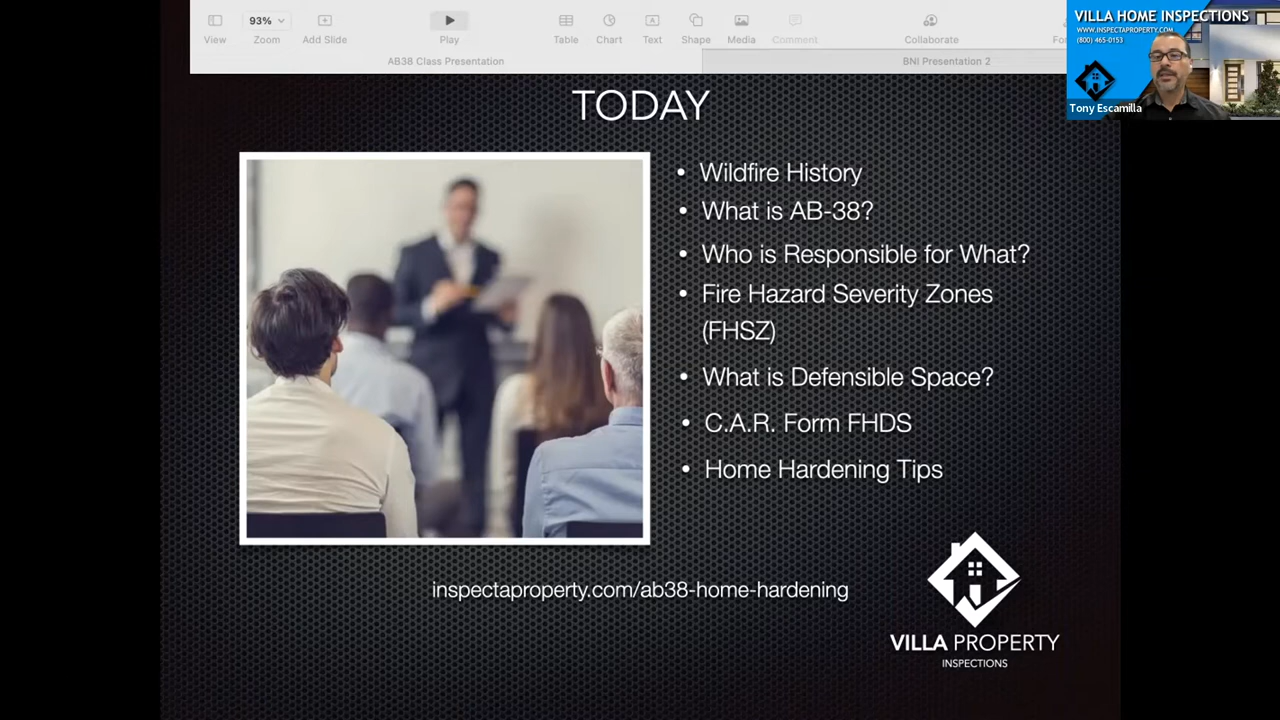 93%
View
Zoom
Add Slide
Play
Table
Chart
Text
Shape
Media
Comment
Collaborate
AB38 Class Presentation
BNI Presentation 2
VILLA HOME INSPECTIONS
WWW.INSPECTAPROPERTY.COM
(800) 465-0153
Tony Escamilla
TODAY
• Wildfire History
• What is AB-38?
• Who is Responsible for What?
• Fire Hazard Severity Zones
(FHSZ)
• What is Defensible Space?
• C.A.R. Form FHDS
• Home Hardening Tips
inspectaproperty.com/ab38-home-hardening
VILLA PROPERTY
INSPECTIONS